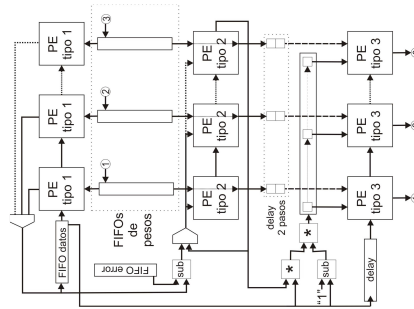 ③
PE
tipo 1
PE
tipo 2
PE
tipo 3
②
PE
tipo 1
PE
tipo 2
PE
tipo 3
①
PE
tipo 1
PE
tipo 2
PE
tipo 3
FIFOs
de
pesos
delay
2 pasos
FIFO datos
FIFO error
sub
*
*
sub
"1"
delay